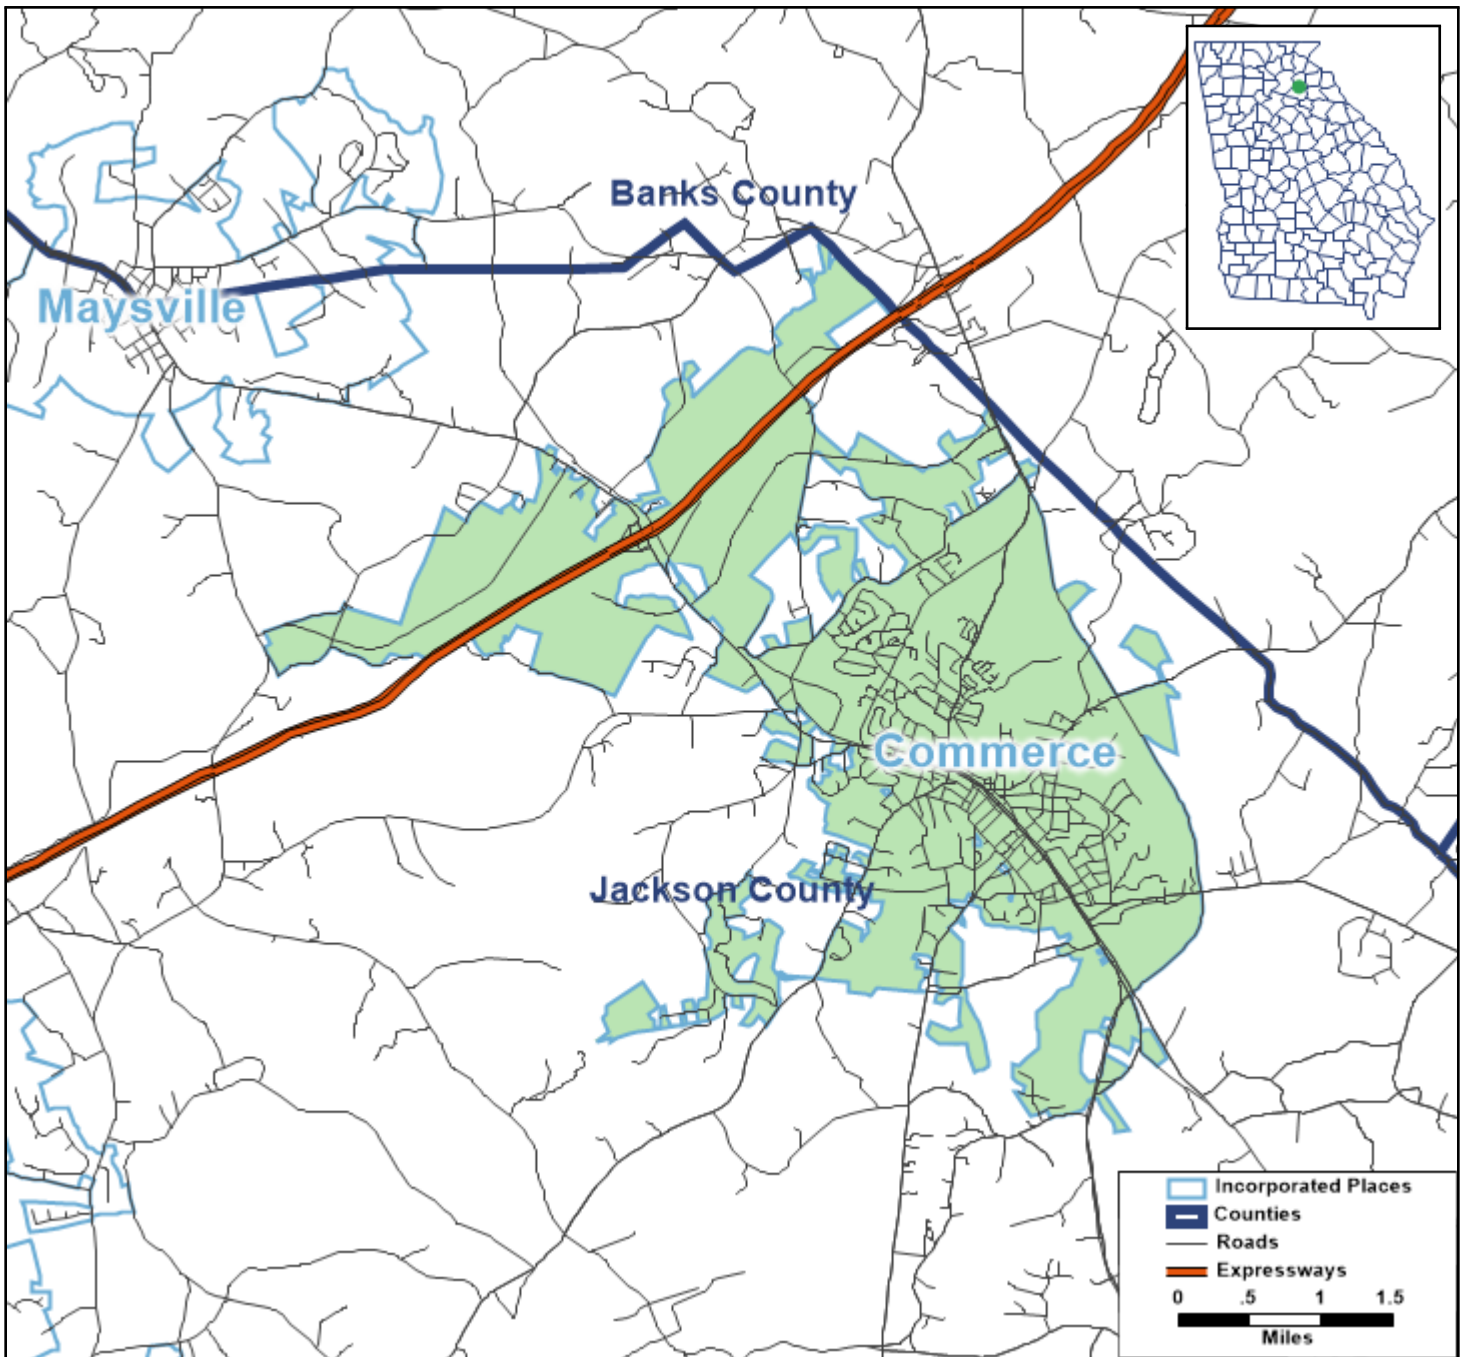 Banks County
Maysville
Commerce
Jackson County
Incorporated Places
Counties
Roads
Expressways
0 .5 1 1.5
Miles